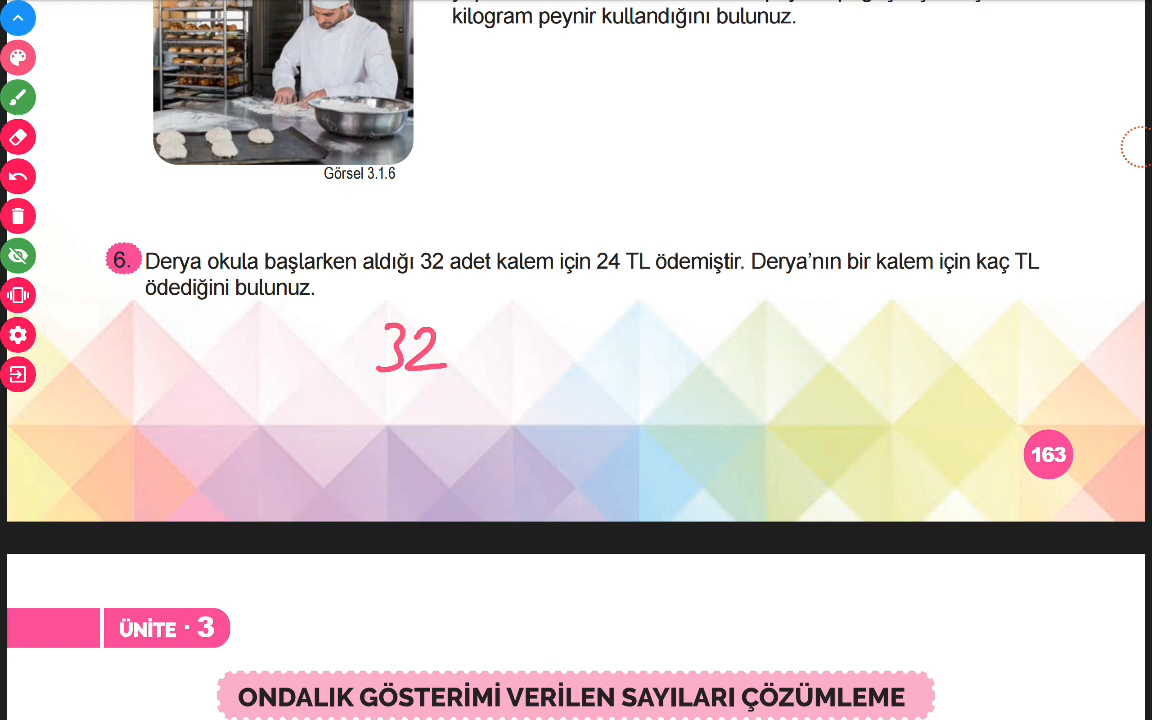 kilogram peynir kullandığını bulunuz.
Görsel 3.1.6
6. Derya okula başlarken aldığı 32 adet kalem için 24 TL ödemiştir. Derya’nın bir kalem için kaç TL
ödediğini bulunuz.
32
163
ÜNİTE · 3
ONDALIK GÖSTERİMİ VERİLEN SAYILARI ÇÖZÜMLEME